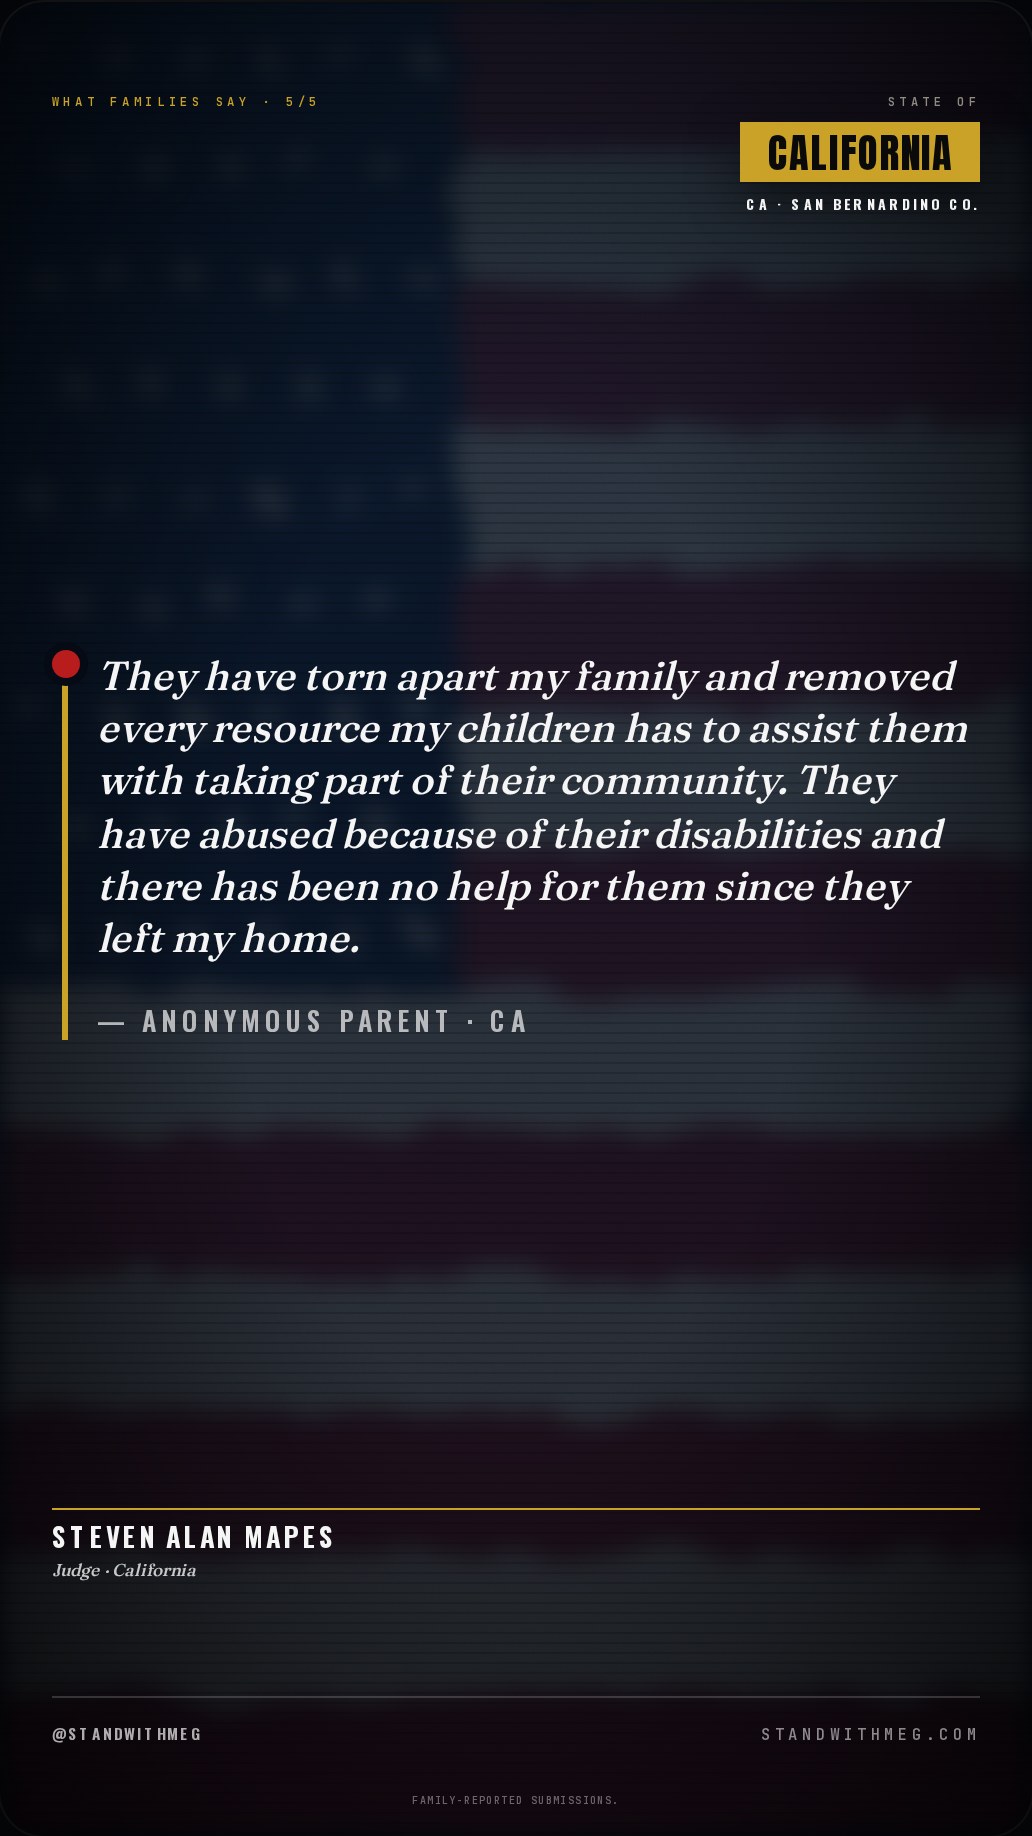 WHAT FAMILIES SAY · 5/5
STATE OF
CALIFORNIA
CA · SAN BERNARDINO CO.
They have torn apart my family and removed
every resource my children has to assist them
with taking part of their community. They
have abused because of their disabilities and
there has been no help for them since they
left my home.
— ANONYMOUS PARENT · CA
STEVEN ALAN MAPES
Judge · California
@STANDWITHMEG
STANDWITHMEG.COM
FAMILY-REPORTED SUBMISSIONS.